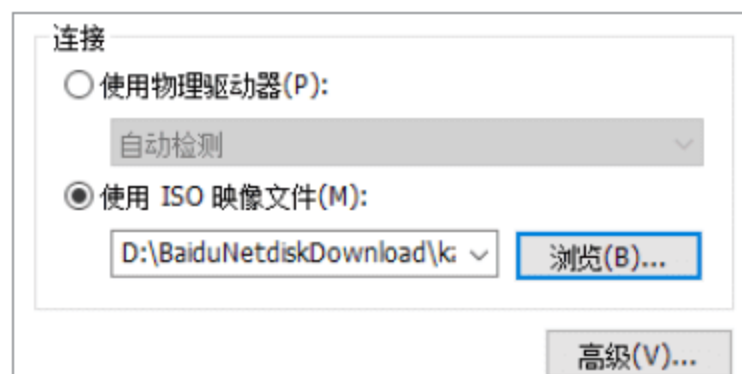 连接
使用物理驱动器(P):
自动检测
使用 ISO 映像文件(M):
D:\BaiduNetdiskDownload\ka
浏览(B)...
高级(V)...